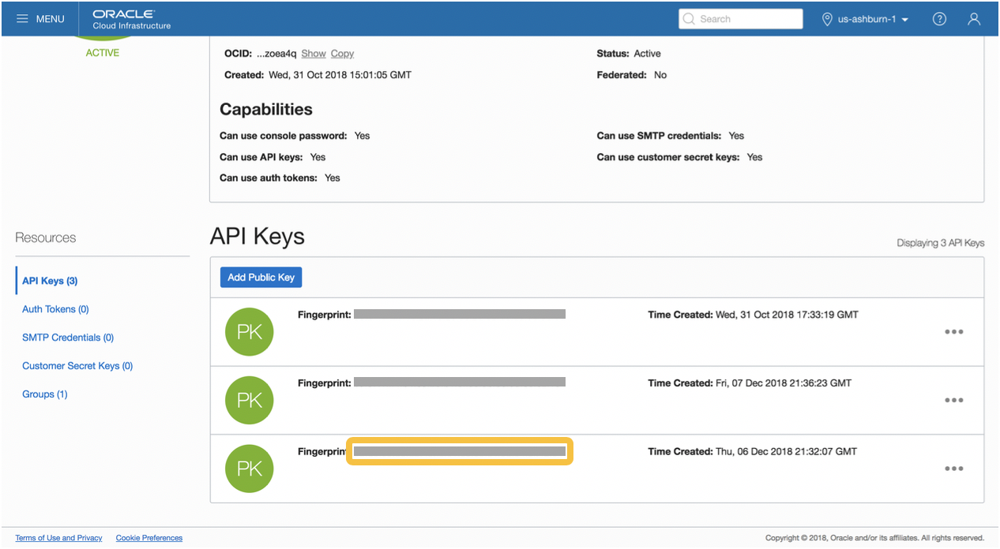 MENU
ORACLE
Cloud Infrastructure
Search
us-ashburn-1
ACTIVE
OCID: ...zoea4q Show Copy
Status: Active
Created: Wed, 31 Oct 2018 15:01:05 GMT
Federated: No
Capabilities
Can use console password: Yes
Can use SMTP credentials: Yes
Can use API keys: Yes
Can use customer secret keys: Yes
Can use auth tokens: Yes
Resources
API Keys (3)
Auth Tokens (0)
SMTP Credentials (0)
Customer Secret Keys (0)
Groups (1)
API Keys
Displaying 3 API Keys
Add Public Key
PK
Fingerprint:
Time Created: Wed, 31 Oct 2018 17:33:19 GMT
PK
Fingerprint:
Time Created: Fri, 07 Dec 2018 21:36:23 GMT
PK
Fingerprint
Time Created: Thu, 06 Dec 2018 21:32:07 GMT
Terms of Use and Privacy Cookie Preferences
Copyright © 2018, Oracle and/or its affiliates. All rights reserved.